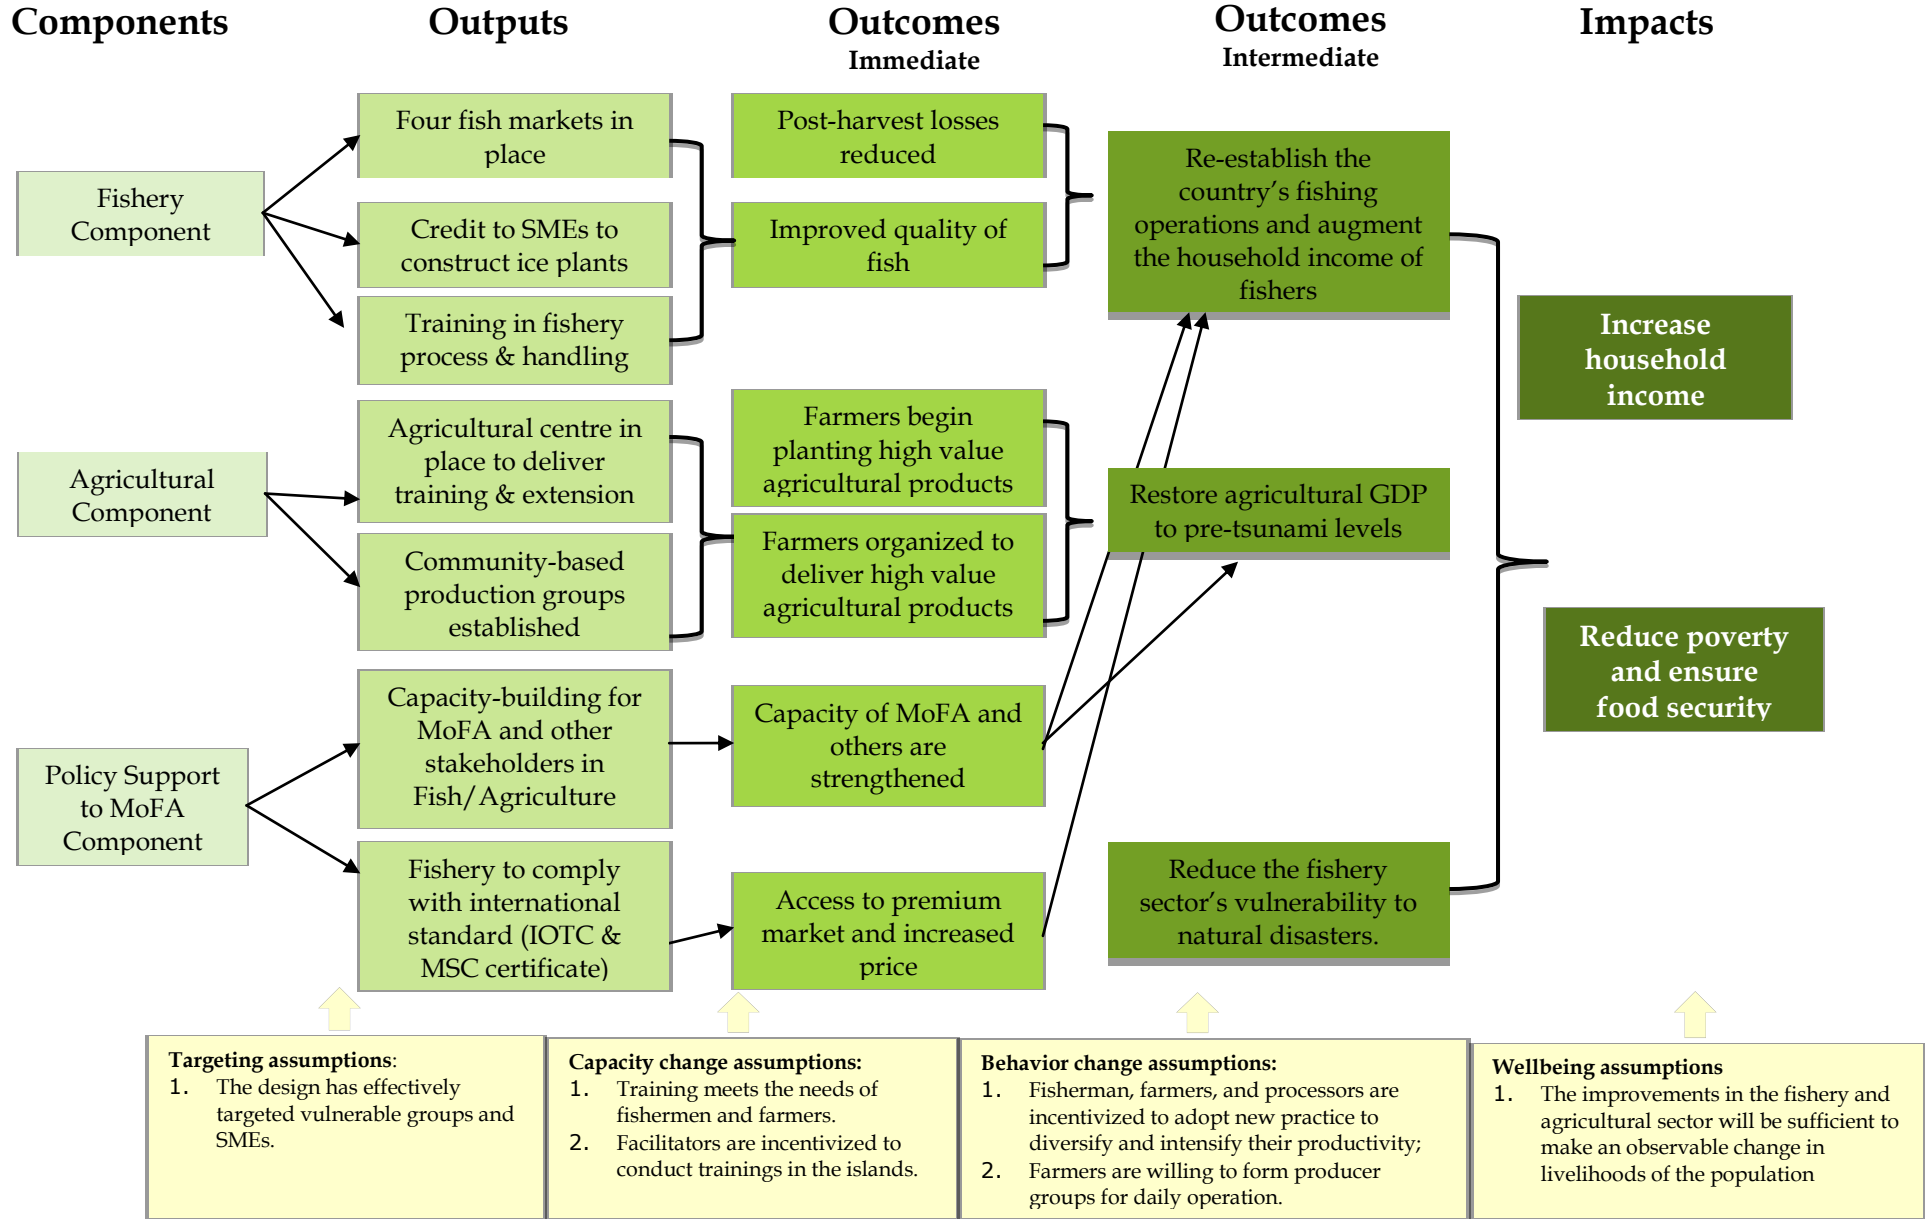 Components
Outputs
Outcomes
Immediate
Outcomes
Intermediate
Impacts
Fishery
Component
Four fish markets in
place
Credit to SMEs to
construct ice plants
Training in fishery
process & handling
Post-harvest losses
reduced
Improved quality of
fish
Re-establish the
country’s fishing
operations and augment
the household income of
fishers
Increase
household
income
Agricultural
Component
Agricultural centre in
place to deliver
training & extension
Community-based
production groups
established
Farmers begin
planting high value
agricultural products
Farmers organized to
deliver high value
agricultural products
Restore agricultural GDP
to pre-tsunami levels
Reduce poverty
and ensure
food security
Policy Support
to MoFA
Component
Capacity-building for
MoFA and other
stakeholders in
Fish/Agriculture
Fishery to comply
with international
standard (IOTC &
MSC certificate)
Capacity of MoFA and
others are
strengthened
Access to premium
market and increased
price
Reduce the fishery
sector’s vulnerability to
natural disasters.
Targeting assumptions:
1. The design has effectively
targeted vulnerable groups and
SMEs.
Capacity change assumptions:
1. Training meets the needs of
fishermen and farmers.
2. Facilitators are incentivized to
conduct trainings in the islands.
Behavior change assumptions:
1. Fisherman, farmers, and processors are
incentivized to adopt new practice to
diversify and intensify their productivity;
2. Farmers are willing to form producer
groups for daily operation.
Wellbeing assumptions
1. The improvements in the fishery and
agricultural sector will be sufficient to
make an observable change in
livelihoods of the population